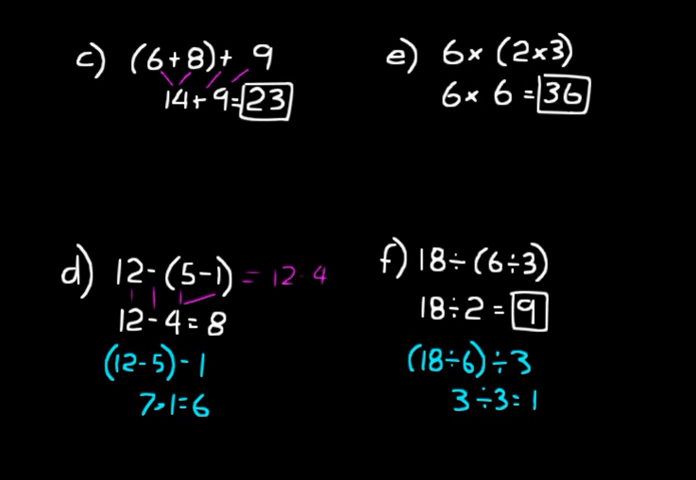 c) (6+8)+ 9
14+9=23
e) 6× (2×3)
6× 6 =36
d) 12-(5-1) = 12-4
12-4=8
(12-5)-1
7-1=6
f) 18÷(6÷3)
18÷2=9
(18÷6)÷3
3÷3=1